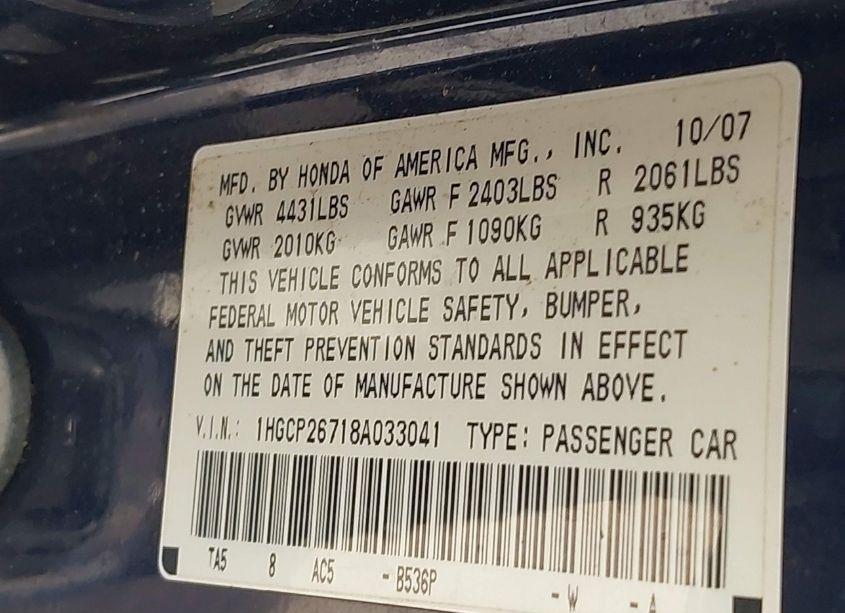 MFD. BY HONDA OF AMERICA MFG., INC. 10/07
GVWR 4431LBS GAWR F 2403LBS R 2061LBS
GVWR 2010KG GAWR F 1090KG R 935KG
THIS VEHICLE CONFORMS TO ALL APPLICABLE
FEDERAL MOTOR VEHICLE SAFETY, BUMPER,
AND THEFT PREVENTION STANDARDS IN EFFECT
ON THE DATE OF MANUFACTURE SHOWN ABOVE.
V.I.N.: 1HGCP26718A033041 TYPE: PASSENGER CAR
TA5 8 AC5 - B536P - W - A